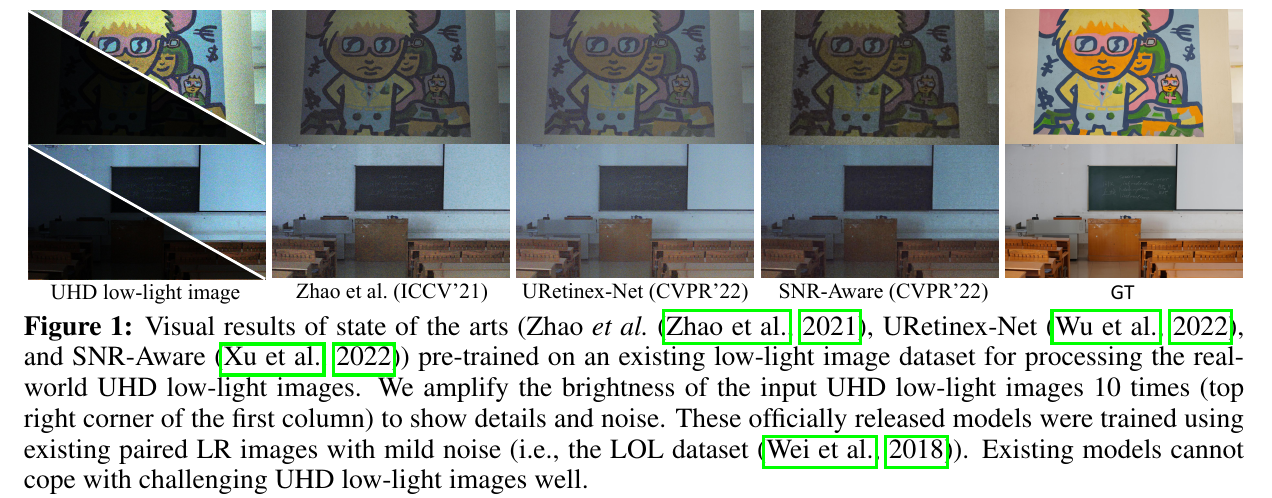 UHD low-light image
Zhao et al. (ICCV'21)
URetinex-Net (CVPR'22)
SNR-Aware (CVPR'22)
GT
Figure 1: Visual results of state of the arts (Zhao et al. (Zhao et al., 2021), URetinex-Net (Wu et al., 2022),
and SNR-Aware (Xu et al., 2022)) pre-trained on an existing low-light image dataset for processing the real-
world UHD low-light images. We amplify the brightness of the input UHD low-light images 10 times (top
right corner of the first column) to show details and noise. These officially released models were trained using
existing paired LR images with mild noise (i.e., the LOL dataset (Wei et al., 2018)). Existing models cannot
cope with challenging UHD low-light images well.